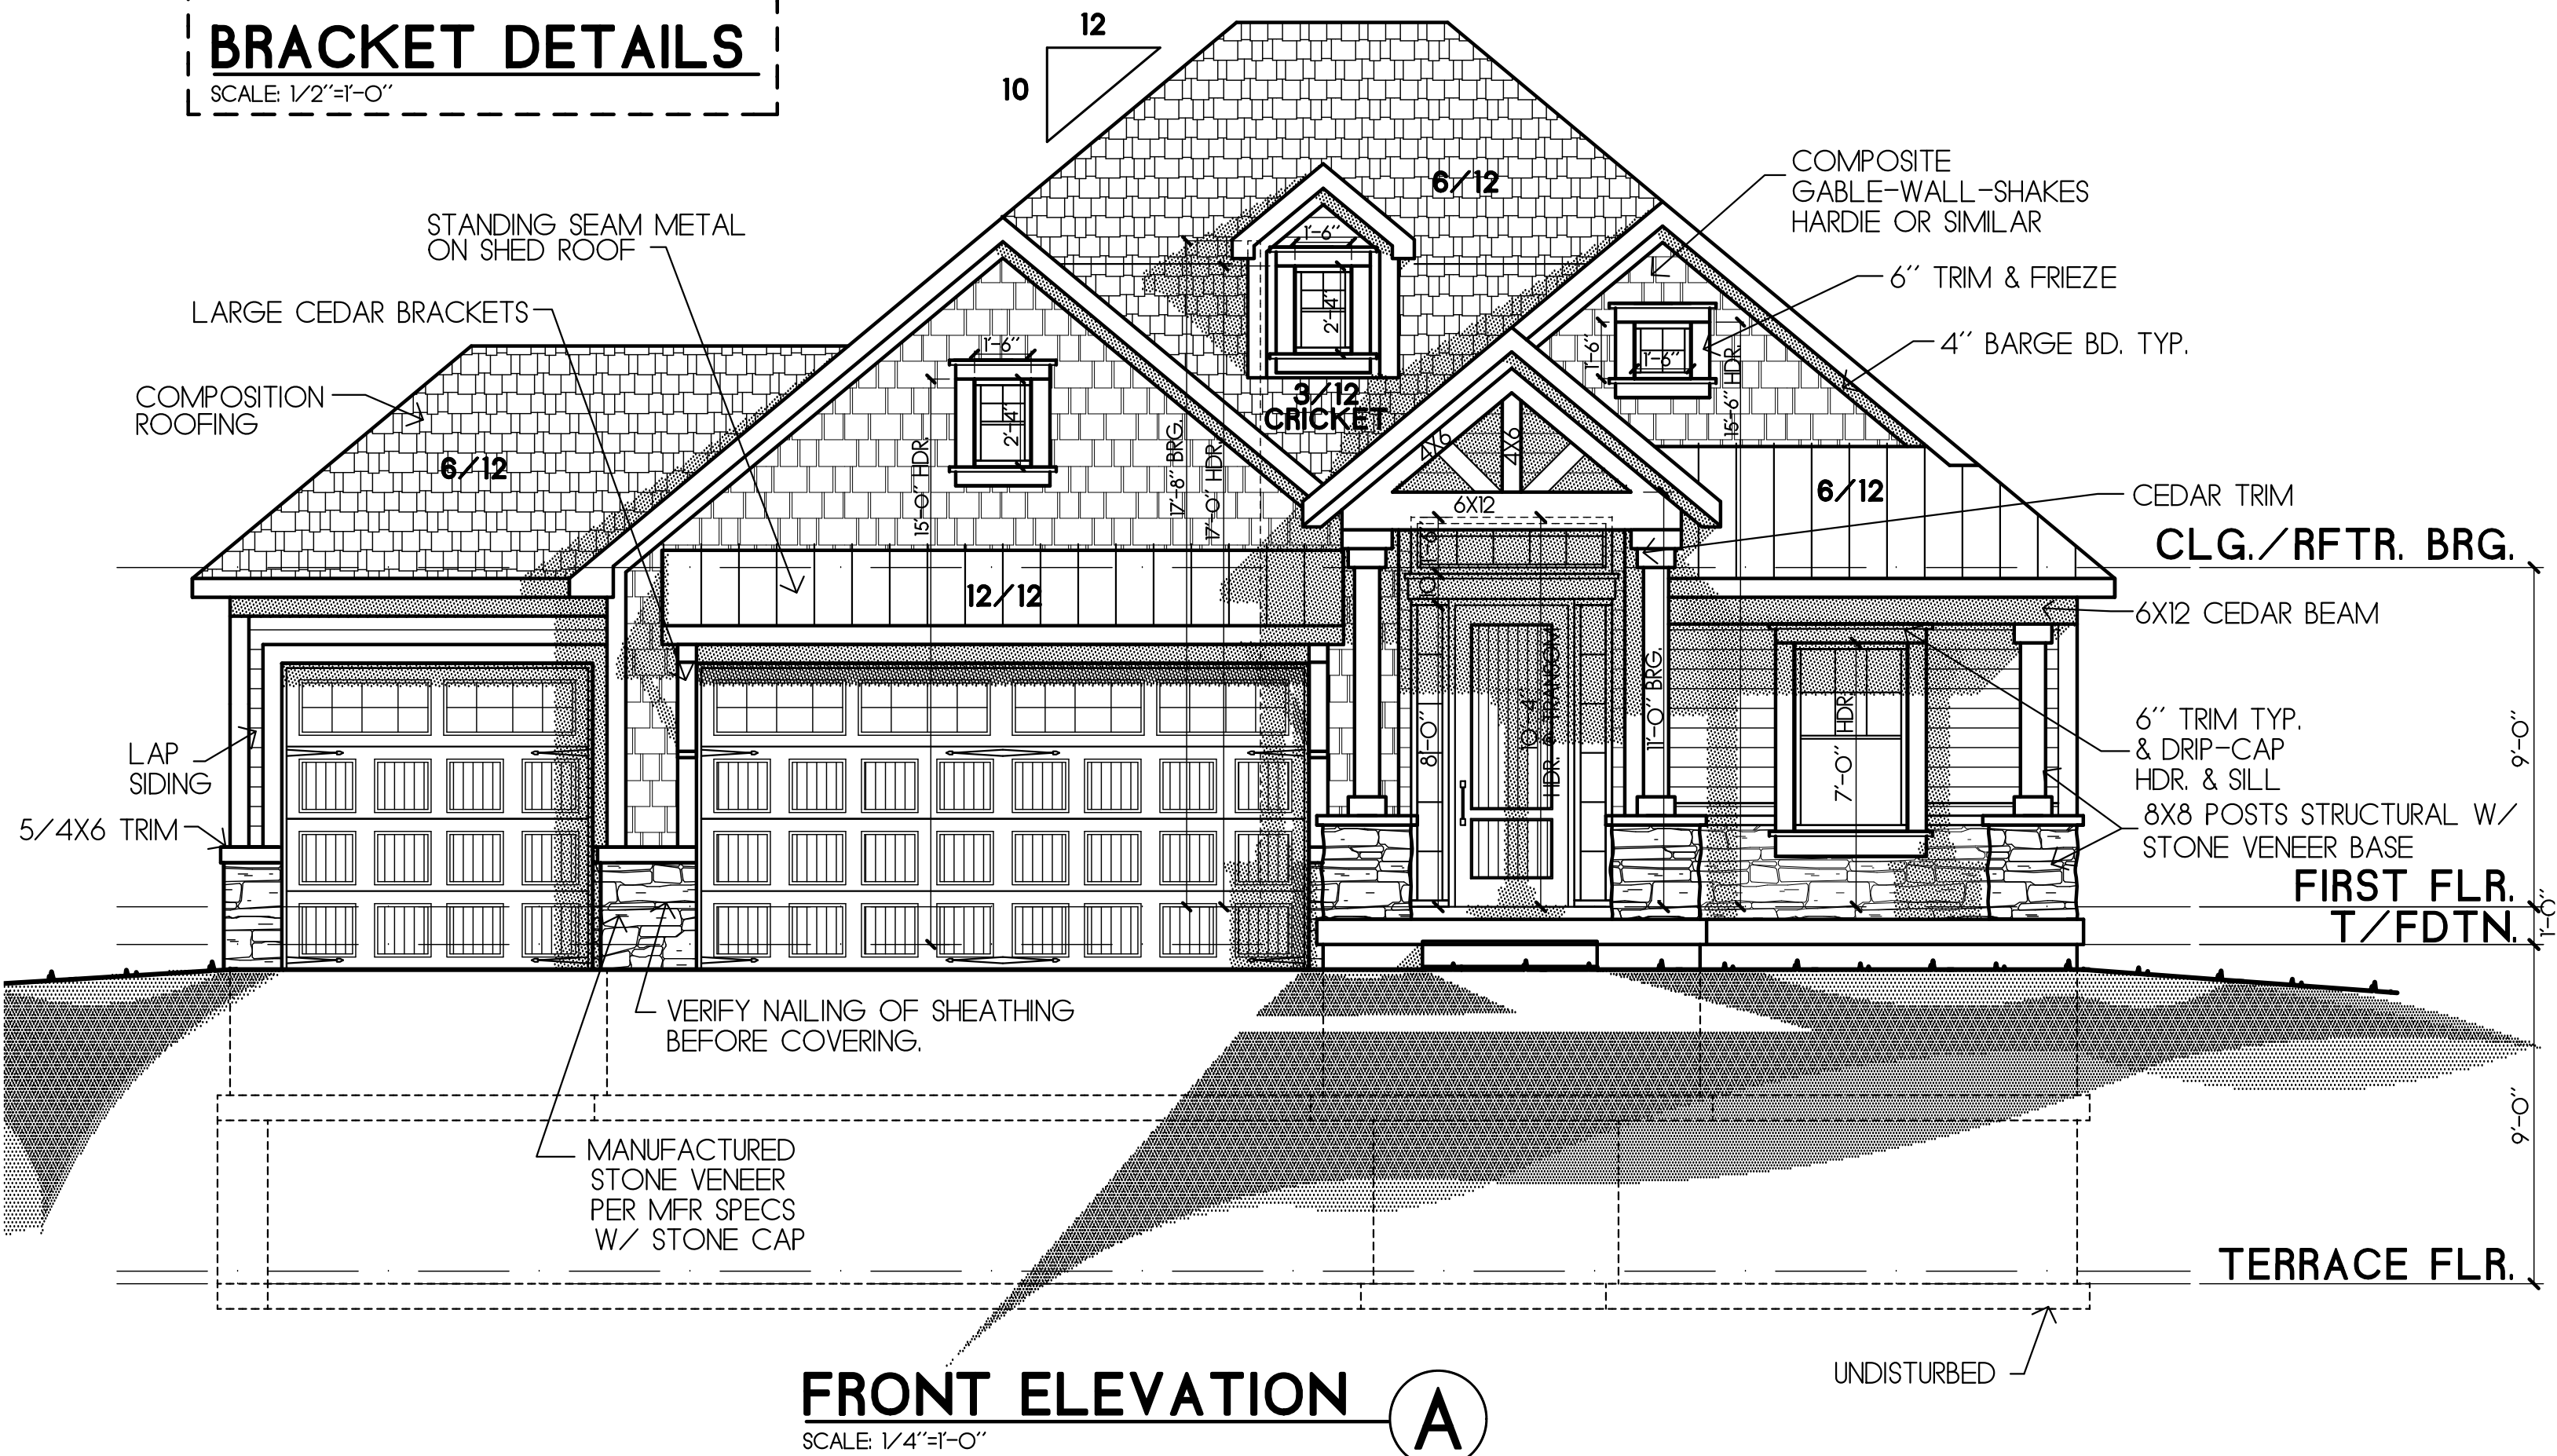 BRACKET DETAILS
SCALE: 1/2"=1'-0"
12
10
6/12
COMPOSITE
GABLE-WALL-SHAKES
HARDIE OR SIMILAR
STANDING SEAM METAL
ON SHED ROOF
1'-6"
2'-4"
6" TRIM & FRIEZE
LARGE CEDAR BRACKETS
4" BARGE BD. TYP.
1'-6"
2'-4"
1'-6"
1'-6"
15'-6" HDR.
COMPOSITION
ROOFING
3/12
CRICKET
6/12
15'-0" HDR.
17'-8" BRG.
17'-0" HDR.
4X6
4X6
6X12
6/12
CEDAR TRIM
CLG./RFTR. BRG.
12/12
6X12 CEDAR BEAM
LAP
SIDING
8'-0"
10'-4"
HDR. @ TRANSOM
11'-0" BRG.
7'-0" HDR.
9'-0"
6" TRIM TYP.
& DRIP-CAP
HDR. & SILL
5/4X6 TRIM
8X8 POSTS STRUCTURAL W/
STONE VENEER BASE
FIRST FLR.
T/FDTN.
1'-0"
VERIFY NAILING OF SHEATHING
BEFORE COVERING.
9'-0"
MANUFACTURED
STONE VENEER
PER MFR SPECS
W/ STONE CAP
TERRACE FLR.
UNDISTURBED
FRONT ELEVATION
A
SCALE: 1/4"=1'-0"